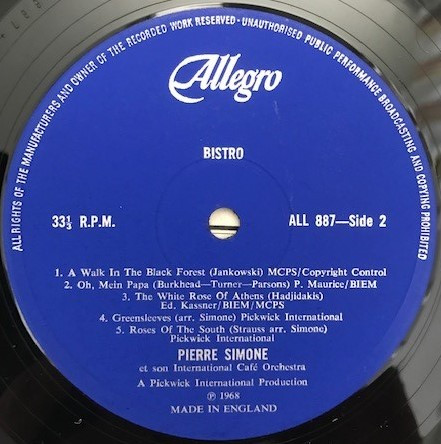 ALL RIGHTS OF THE MANUFACTURERS AND OWNER OF THE RECORDED WORK RESERVED - UNAUTHORISED PUBLIC PERFORMANCE BROADCASTING AND COPYING PROHIBITED
Allegro
BISTRO
33⅓ R.P.M.
ALL 887—Side 2
1. A Walk In The Black Forest (Jankowski) MCPS/Copyright Control
2. Oh, Mein Papa (Burkhead—Turner—Parsons) P. Maurice/BIEM
3. The White Rose Of Athens (Hadjidakis)
Ed. Kassner/BIEM/MCPS
4. Greensleeves (arr. Simone) Pickwick International
5. Roses Of The South (Strauss arr. Simone)
Pickwick International
PIERRE SIMONE
et son International Café Orchestra
A Pickwick International Production
Ⓟ 1968
MADE IN ENGLAND